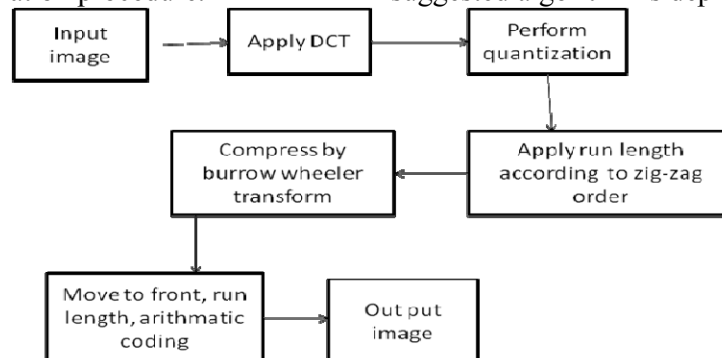 Input
image
Apply DCT
Perform
quantization
Compress by
burrow wheeler
transform
Apply run length
according to zig-zag
order
Move to front, run
length, arithmatic
coding
Out put
image